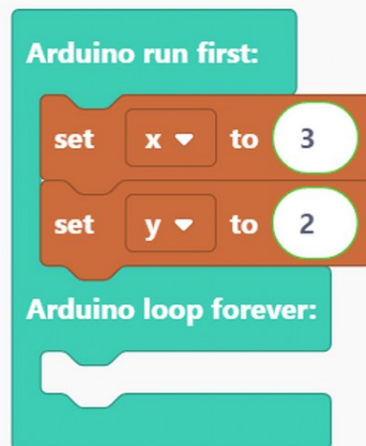 Arduino run first:
set x to 3
set y to 2
Arduino loop forever: